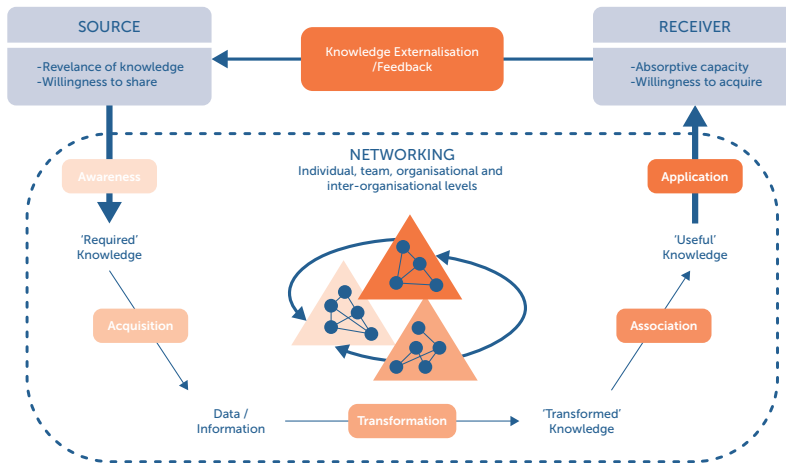 SOURCE
-Revelance of knowledge
-Willingness to share
Knowledge Externalisation
/Feedback
RECEIVER
-Absorptive capacity
-Willingness to acquire
NETWORKING
Individual, team, organisational and
inter-organisational levels
Awareness
'Required'
Knowledge
Acquisition
Data /
Information
Transformation
'Transformed'
Knowledge
Association
'Useful'
Knowledge
Application